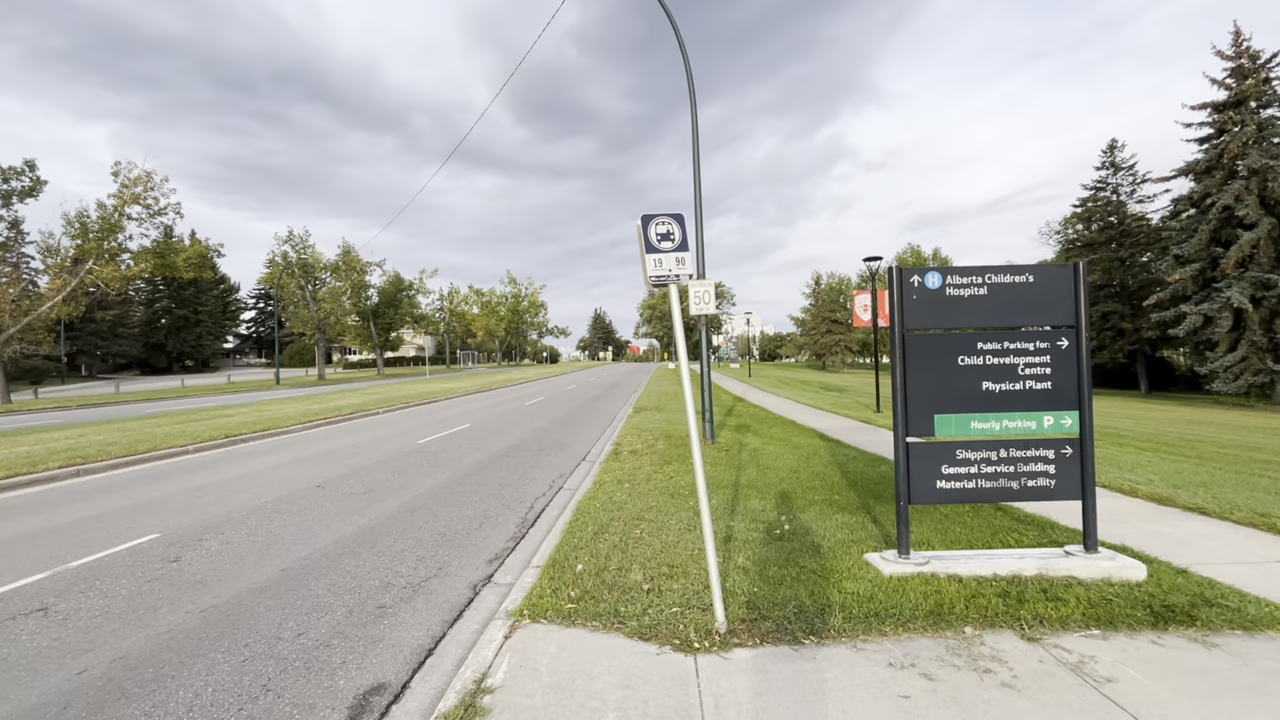 19 90
50
H Alberta Children's
Hospital
Public Parking for:
Child Development
Centre
Physical Plant
Hourly Parking P
Shipping & Receiving
General Service Building
Material Handling Facility